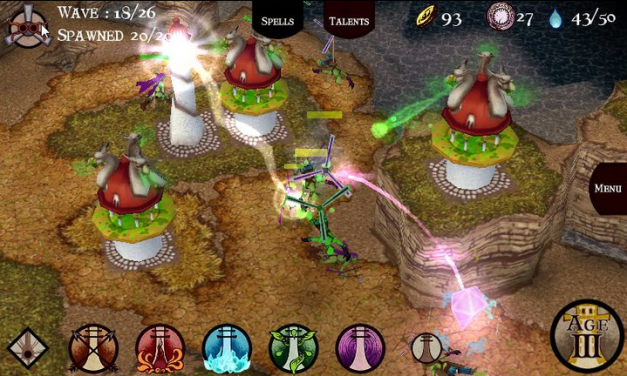 Wave : 18/26
Spawned 20/20
Spells
Talents
93
27
43/50
Menu
Age
III